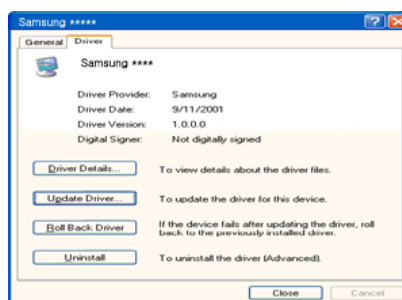 Samsung *****
General Driver
Samsung ****
Driver Provider: Samsung
Driver Date: 9/11/2001
Driver Version: 1.0.0.0
Digital Signer: Not digitally signed
Driver Details... To view details about the driver files.
Update Driver... To update the driver for this device.
Roll Back Driver If the device fails after updating the driver, roll
back to the previously installed driver.
Uninstall To uninstall the driver (Advanced).
Close Cancel